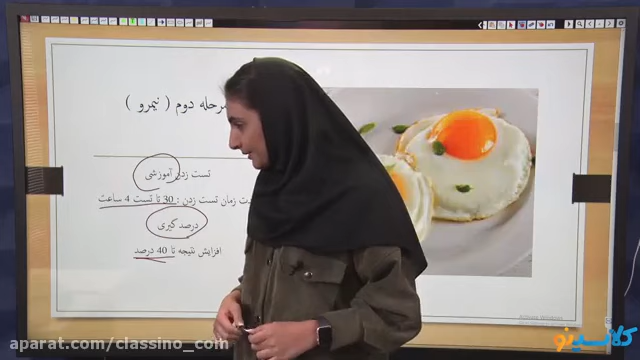 مرحله دوم ( نیمرو )
تست زدن آموزشی
مدت زمان تست زدن : 30 تا تست 4 ساعت
درصد گیری
افزایش نتیجه تا 40 درصد
کلاسینو
aparat.com/classino_com